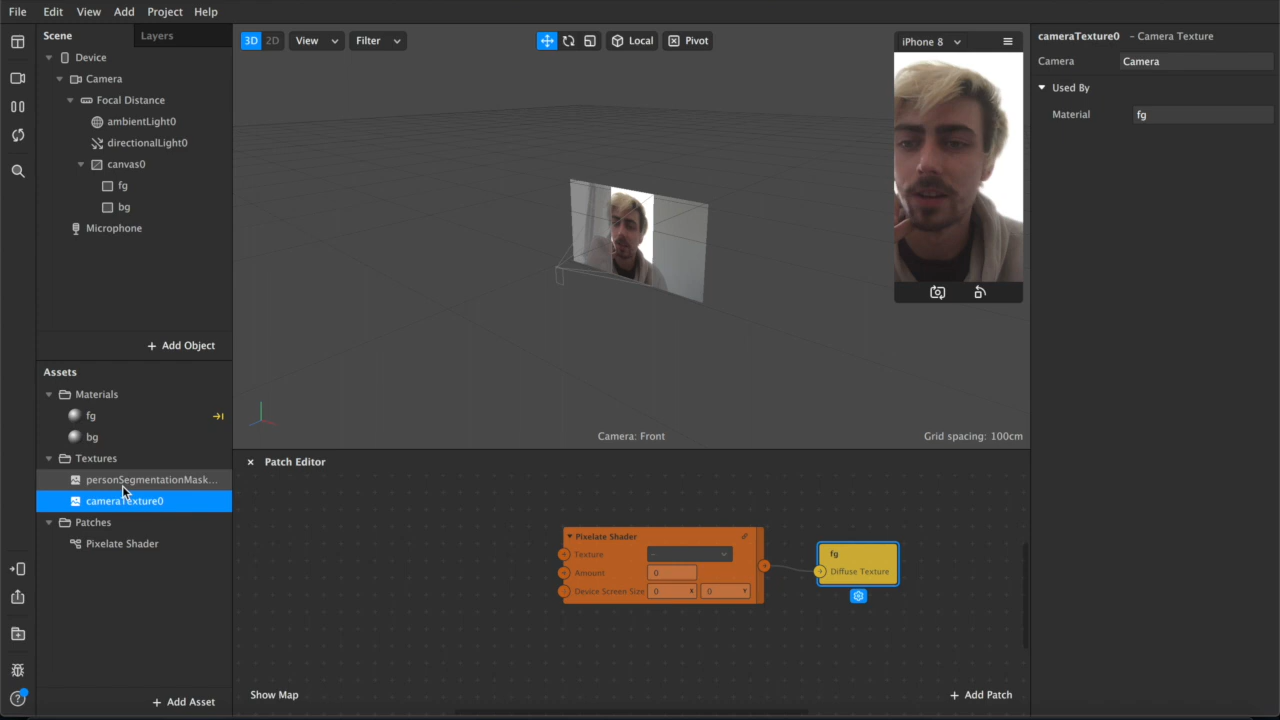 File Edit View Add Project Help
Scene Layers
Device
Camera
Focal Distance
ambientLight0
directionalLight0
canvas0
fg
bg
Microphone
+ Add Object
Assets
Materials
fg
bg
Textures
personSegmentationMask...
cameraTexture0
Patches
Pixelate Shader
+ Add Asset
3D 2D View Filter Local Pivot
iPhone 8
Camera: Front Grid spacing: 100cm
Patch Editor
Pixelate Shader
Texture -
Amount 0
Device Screen Size 0 X 0 Y
fg
Diffuse Texture
Show Map + Add Patch
cameraTexture0 - Camera Texture
Camera Camera
Used By
Material fg